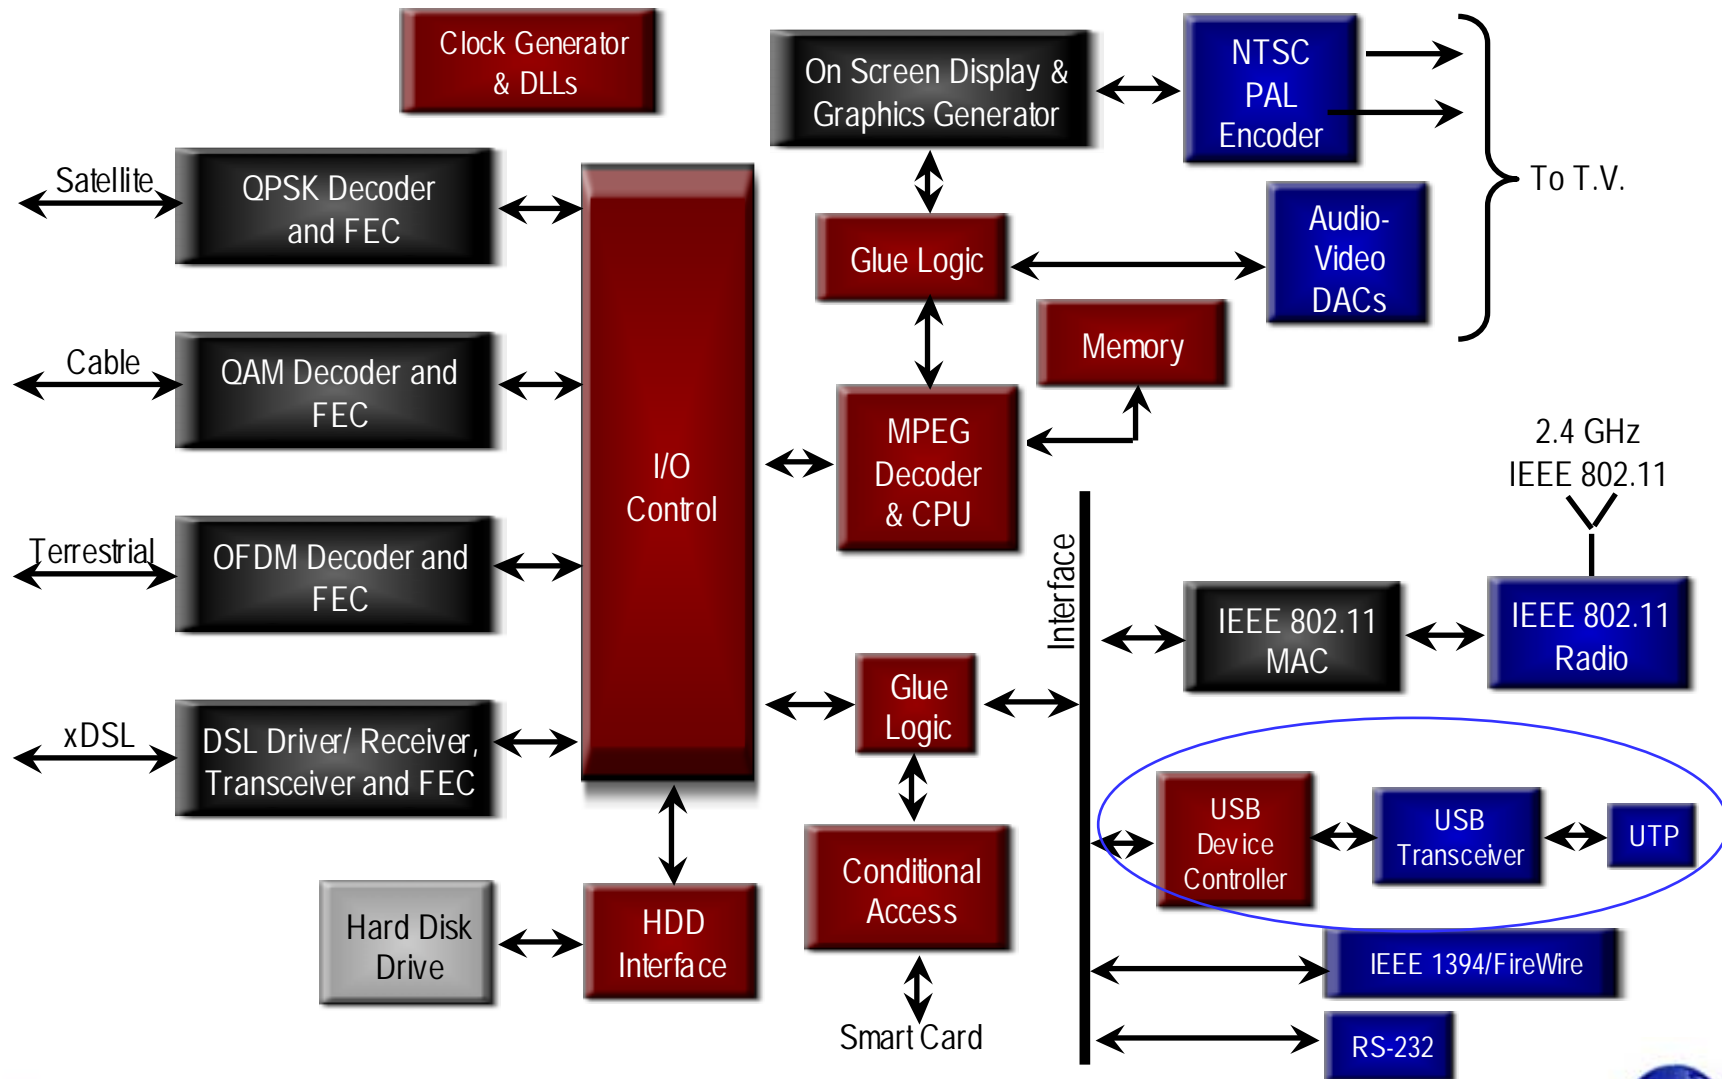 Clock Generator
& DLLs
On Screen Display &
Graphics Generator
NTSC
PAL
Encoder
To T.V.
Satellite
QPSK Decoder
and FEC
Glue Logic
Audio-
Video
DACs
Cable
QAM Decoder and
FEC
I/O
Control
Memory
MPEG
Decoder
& CPU
2.4 GHz
IEEE 802.11
Terrestrial
OFDM Decoder and
FEC
Interface
IEEE 802.11
MAC
IEEE 802.11
Radio
xDSL
DSL Driver/ Receiver,
Transceiver and FEC
Glue
Logic
USB
Device
Controller
USB
Transceiver
UTP
Hard Disk
Drive
HDD
Interface
Conditional
Access
IEEE 1394/FireWire
Smart Card
RS-232